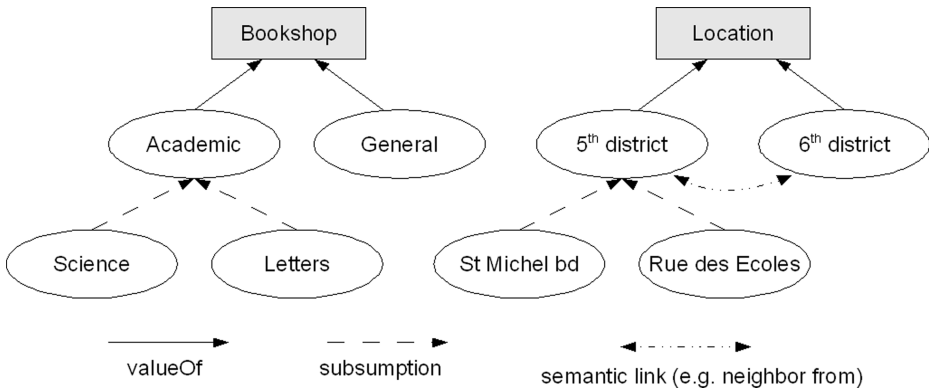 Bookshop
Location
Academic
General
5th district
6th district
Science
Letters
St Michel bd
Rue des Ecoles
valueOf
subsumption
semantic link (e.g. neighbor from)